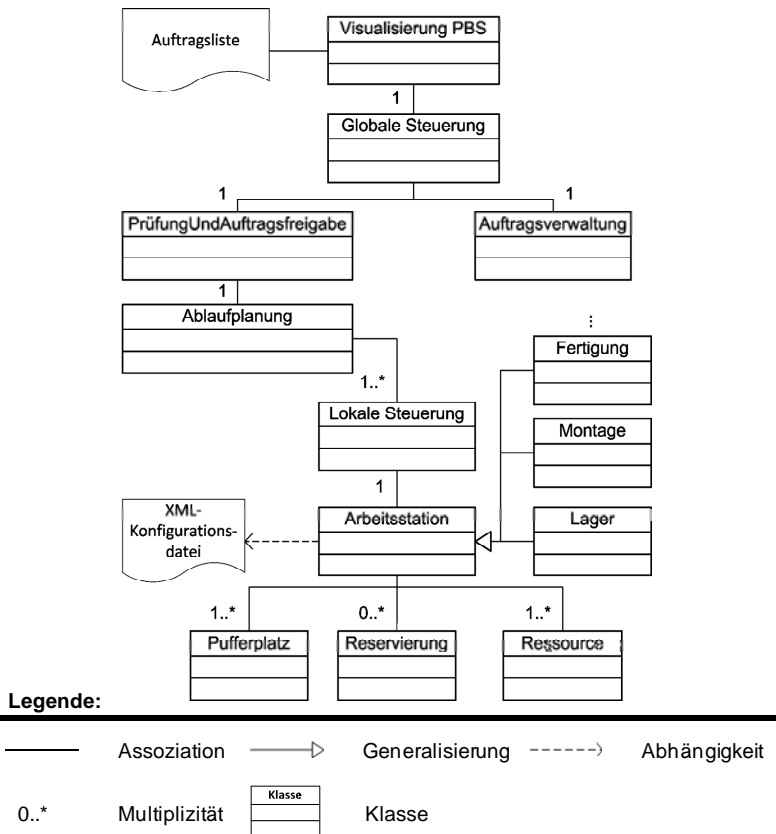 Auftragsliste
Visualisierung PBS
1
Globale Steuerung
1
1
PrüfungUndAuftragsfreigabe
Auftragsverwaltung
1
Ablaufplanung
⋮
Fertigung
1..*
Lokale Steuerung
Montage
1
XML-
Konfigurations-
datei
Arbeitsstation
Lager
1..*
0..*
1..*
Pufferplatz
Reservierung
Ressource
Legende:
Assoziation
Generalisierung
Abhängigkeit
0..*
Multiplizität
Klasse
Klasse